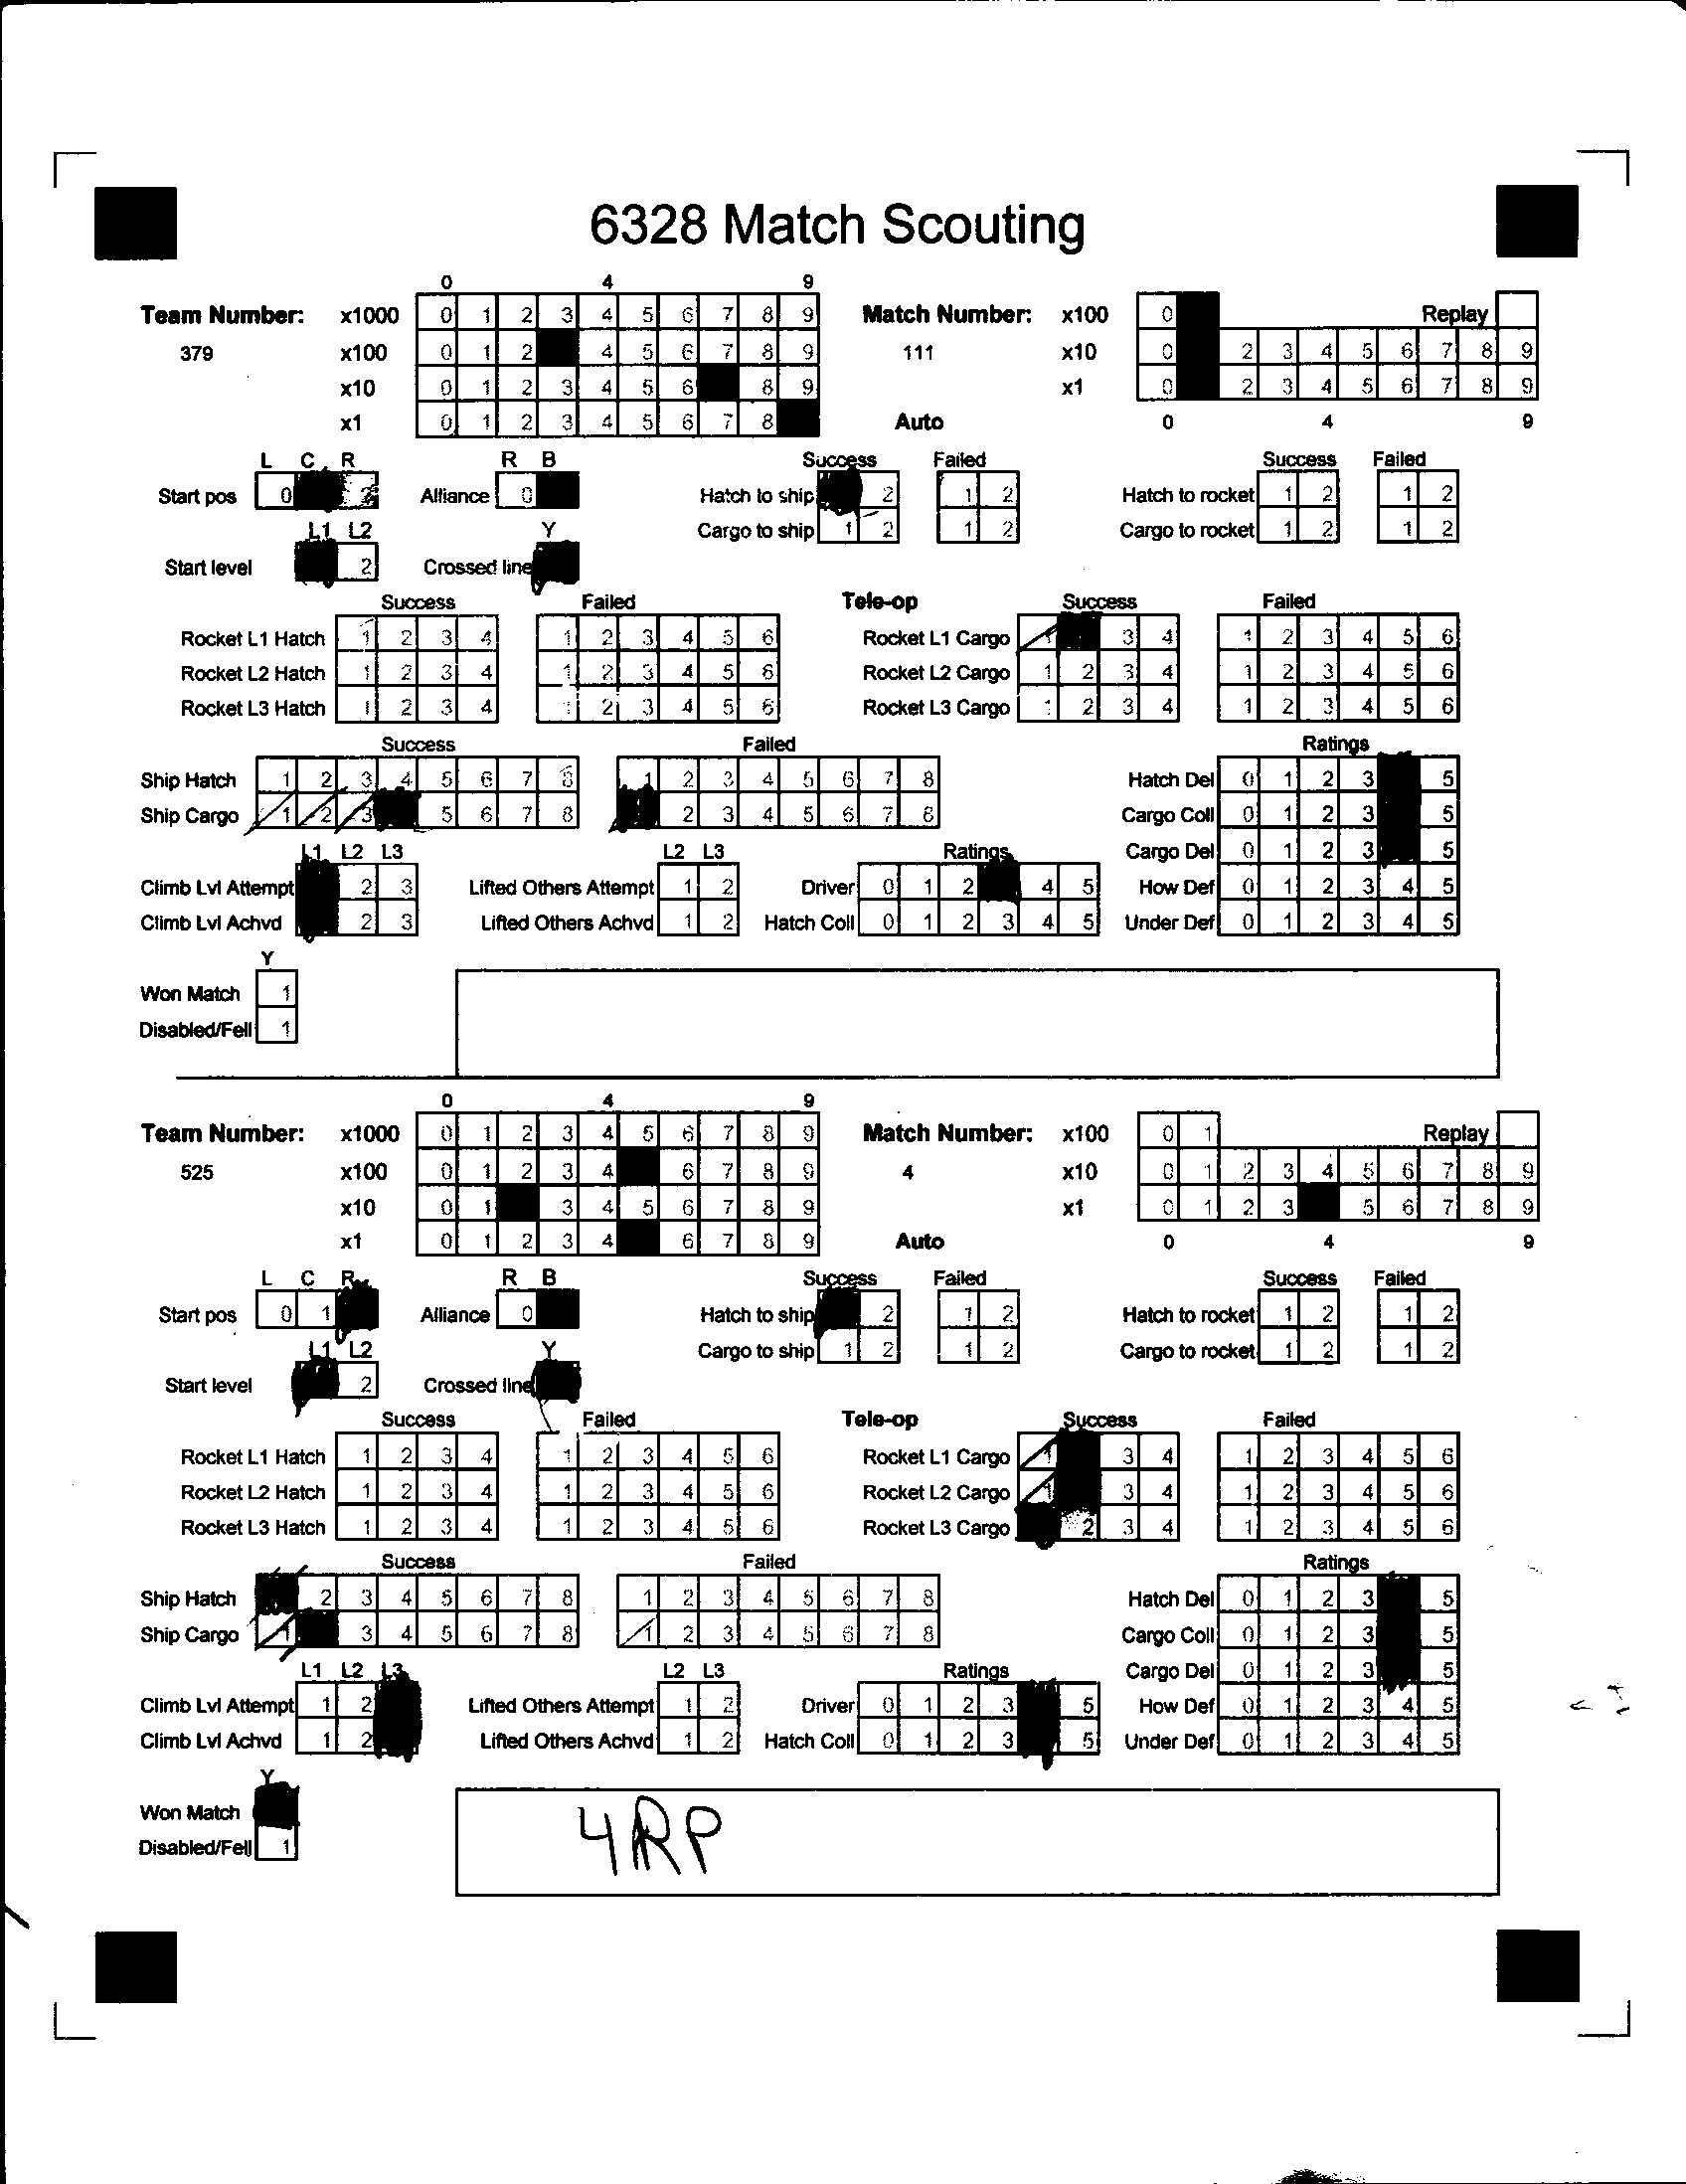 6328 Match Scouting
0 4 9
Team Number: x1000 0 1 2 3 4 5 6 7 8 9 Match Number: x100 0 Replay
379 x100 0 1 2 4 5 6 7 8 9 111 x10 0 2 3 4 5 6 7 8 9
x10 0 1 2 3 4 5 6 8 9 x1 0 2 3 4 5 6 7 8 9
x1 0 1 2 3 4 5 6 7 8 Auto 0 4 9
L C R R B Success Failed Success Failed
Start pos 0 2 Alliance 0 Hatch to ship 2 1 2 Hatch to rocket 1 2 1 2
Cargo to ship 1 2 1 2 Cargo to rocket 1 2 1 2
L1 L2 Y
Start level 2 Crossed line
Success Failed Tele-op Success Failed
Rocket L1 Hatch 1 2 3 4 1 2 3 4 5 6 Rocket L1 Cargo 1 3 4 1 2 3 4 5 6
Rocket L2 Hatch 1 2 3 4 1 2 3 4 5 6 Rocket L2 Cargo 1 2 3 4 1 2 3 4 5 6
Rocket L3 Hatch 1 2 3 4 1 2 3 4 5 6 Rocket L3 Cargo 1 2 3 4 1 2 3 4 5 6
Success Failed Ratings
Ship Hatch 1 2 3 4 5 6 7 8 1 2 3 4 5 6 7 8 Hatch Del 0 1 2 3 5
Ship Cargo 1 2 3 5 6 7 8 2 3 4 5 6 7 8 Cargo Coll 0 1 2 3 5
L1 L2 L3 L2 L3 Ratings Cargo Del 0 1 2 3 5
Climb Lvl Attempt 2 3 Lifted Others Attempt 1 2 Driver 0 1 2 4 5 How Def 0 1 2 3 4 5
Climb Lvl Achvd 2 3 Lifted Others Achvd 1 2 Hatch Coll 0 1 2 3 4 5 Under Def 0 1 2 3 4 5
Y
Won Match 1
Disabled/Fell 1
0 4 9
Team Number: x1000 0 1 2 3 4 5 6 7 8 9 Match Number: x100 0 1 Replay
525 x100 0 1 2 3 4 6 7 8 9 4 x10 0 1 2 3 4 5 6 7 8 9
x10 0 1 3 4 5 6 7 8 9 x1 0 1 2 3 5 6 7 8 9
x1 0 1 2 3 4 6 7 8 9 Auto 0 4 9
L C R R B Success Failed Success Failed
Start pos 0 1 Alliance 0 Hatch to ship 2 1 2 Hatch to rocket 1 2 1 2
Cargo to ship 1 2 1 2 Cargo to rocket 1 2 1 2
L1 L2 Y
Start level 2 Crossed line
Success Failed Tele-op Success Failed
Rocket L1 Hatch 1 2 3 4 1 2 3 4 5 6 Rocket L1 Cargo 1 3 4 1 2 3 4 5 6
Rocket L2 Hatch 1 2 3 4 1 2 3 4 5 6 Rocket L2 Cargo 1 3 4 1 2 3 4 5 6
Rocket L3 Hatch 1 2 3 4 1 2 3 4 5 6 Rocket L3 Cargo 2 3 4 1 2 3 4 5 6
Success Failed Ratings
Ship Hatch 2 3 4 5 6 7 8 1 2 3 4 5 6 7 8 Hatch Del 0 1 2 3 5
Ship Cargo 1 3 4 5 6 7 8 1 2 3 4 5 6 7 8 Cargo Coll 0 1 2 3 5
L1 L2 L3 L2 L3 Ratings Cargo Del 0 1 2 3 5
Climb Lvl Attempt 1 2 Lifted Others Attempt 1 2 Driver 0 1 2 3 5 How Def 0 1 2 3 4 5
Climb Lvl Achvd 1 2 Lifted Others Achvd 1 2 Hatch Coll 0 1 2 3 5 Under Def 0 1 2 3 4 5
Y
Won Match
Disabled/Fell 1
4RP